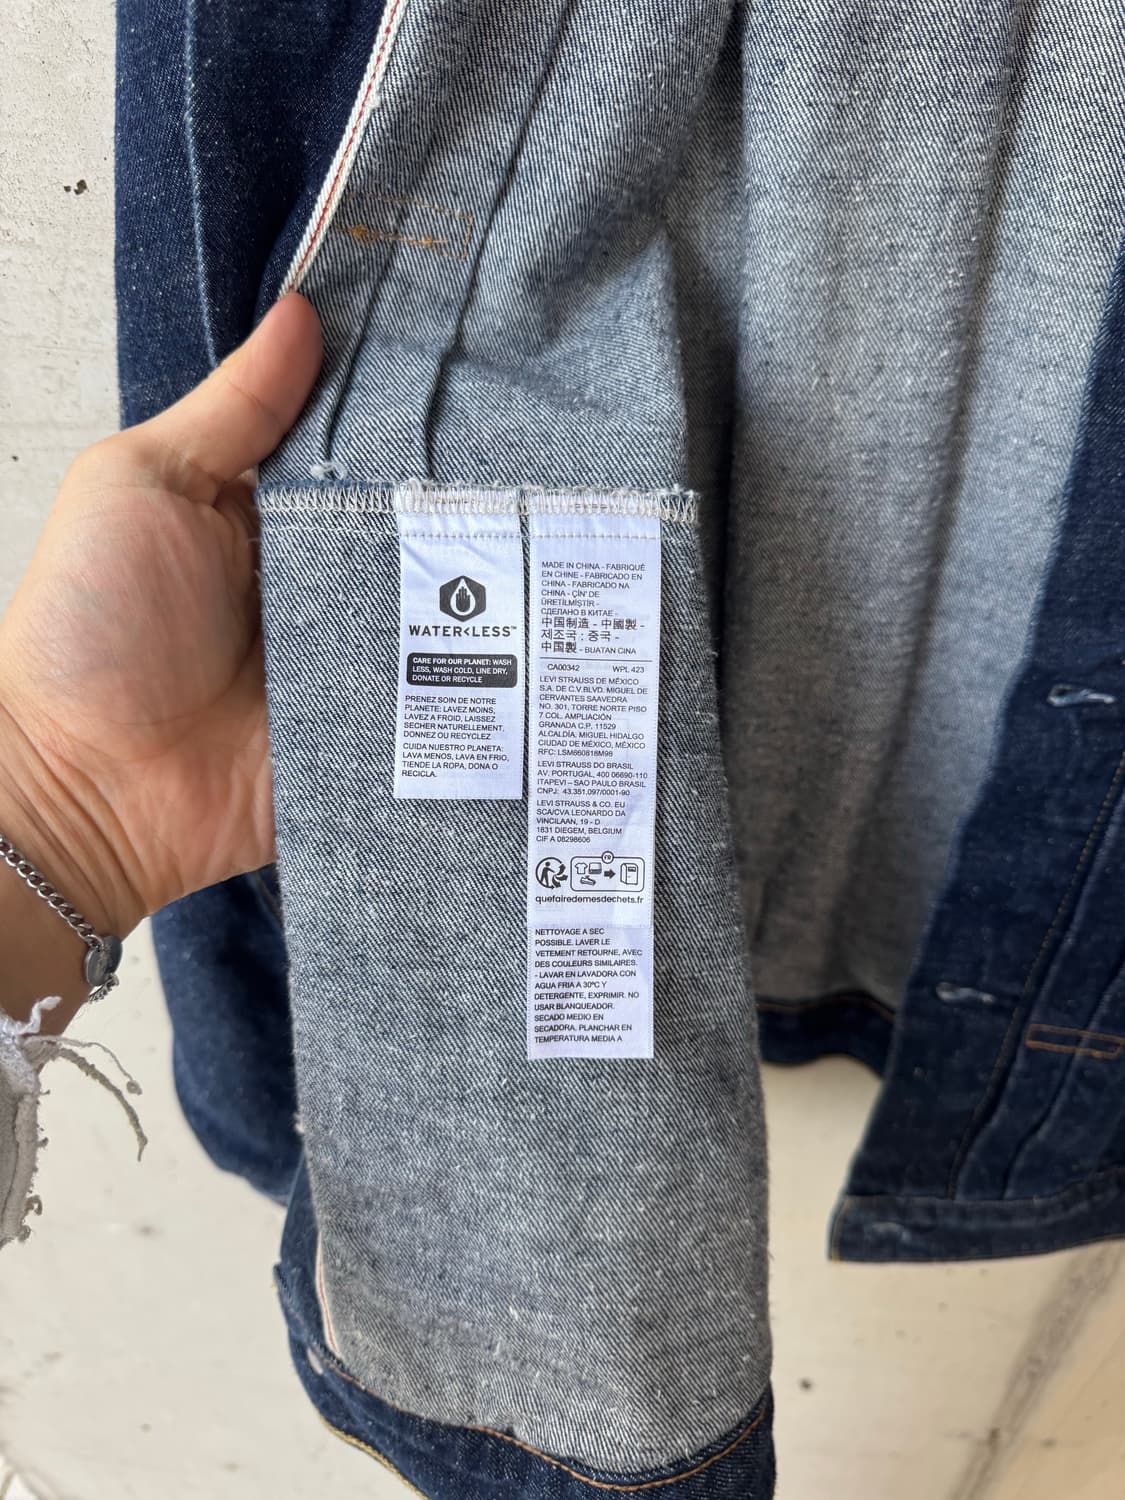 WATER<LESS™
CARE FOR OUR PLANET: WASH
LESS, WASH COLD, LINE DRY,
DONATE OR RECYCLE
PRENEZ SOIN DE NOTRE
PLANETE: LAVEZ MOINS,
LAVEZ A FROID, LAISSEZ
SECHER NATURELLEMENT,
DONNEZ OU RECYCLEZ
CUIDA NUESTRO PLANETA:
LAVA MENOS, LAVA EN FRIO,
TIENDE LA ROPA, DONA O
RECICLA.
MADE IN CHINA - FABRIQUÉ
EN CHINE - FABRICADO EN
CHINA - FABRICADO NA
CHINA - ÇİN' DE
ÜRETİLMİŞTİR -
СДЕЛАНО В КИТАЕ -
中国制造 - 中國製 -
제조국 : 중국 -
中国製 - BUATAN CINA
CA00342 WPL 423
LEVI STRAUSS DE MÉXICO
S.A. DE C.V.BLVD. MIGUEL DE
CERVANTES SAAVEDRA
NO. 301, TORRE NORTE PISO
7 COL. AMPLIACIÓN
GRANADA C.P. 11529
ALCALDÍA, MIGUEL HIDALGO
CIUDAD DE MÉXICO, MÉXICO
RFC: LSM860818M98
LEVI STRAUSS DO BRASIL
AV. PORTUGAL, 400 06690-110
ITAPEVI – SAO PAULO BRASIL
CNPJ: 43.351.097/0001-90
LEVI STRAUSS & CO. EU
SCA/CVA LEONARDO DA
VINCILAAN, 19 - D
1831 DIEGEM, BELGIUM
CIF A 08298606
FR
quefairedemesdechets.fr
NETTOYAGE A SEC
POSSIBLE. LAVER LE
VETEMENT RETOURNE, AVEC
DES COULEURS SIMILAIRES.
- LAVAR EN LAVADORA CON
AGUA FRIA A 30ºC Y
DETERGENTE, EXPRIMIR. NO
USAR BLANQUEADOR.
SECADO MEDIO EN
SECADORA. PLANCHAR EN
TEMPERATURA MEDIA A